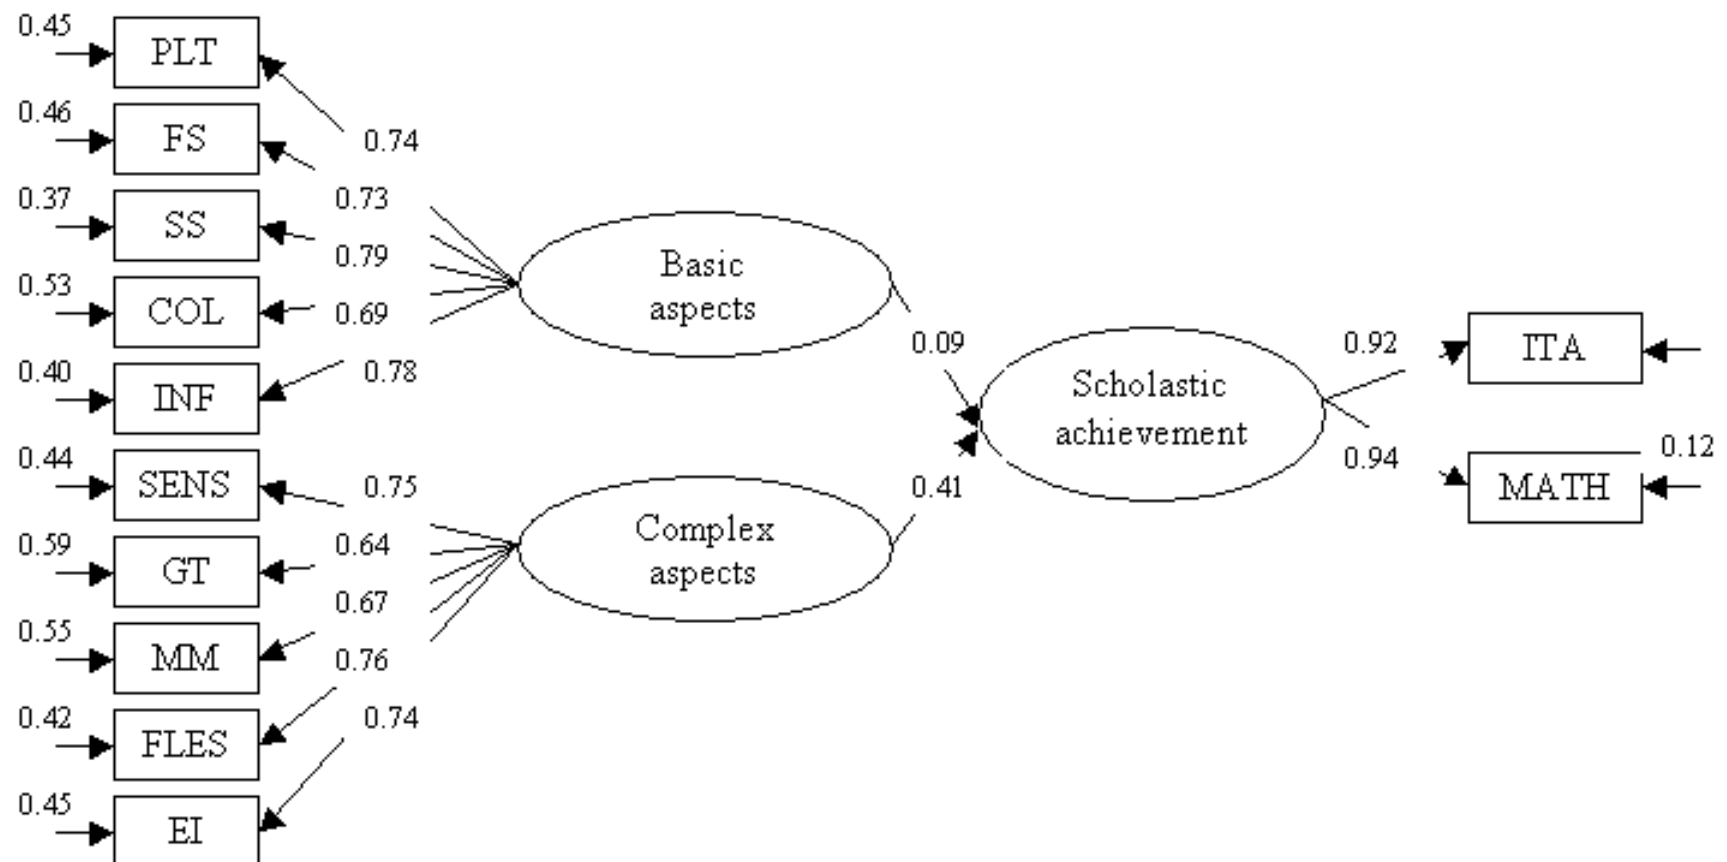 0.45
PLT
0.74
0.46
FS
0.73
0.37
SS
0.79
0.53
COL
0.69
0.40
INF
0.78
0.44
SENS
0.75
0.59
GT
0.64
0.55
MM
0.67
0.42
FLES
0.76
0.45
EI
0.74
Basic
aspects
Complex
aspects
0.09
0.41
Scholastic
achievement
0.92
0.94
ITA
MATH
0.12